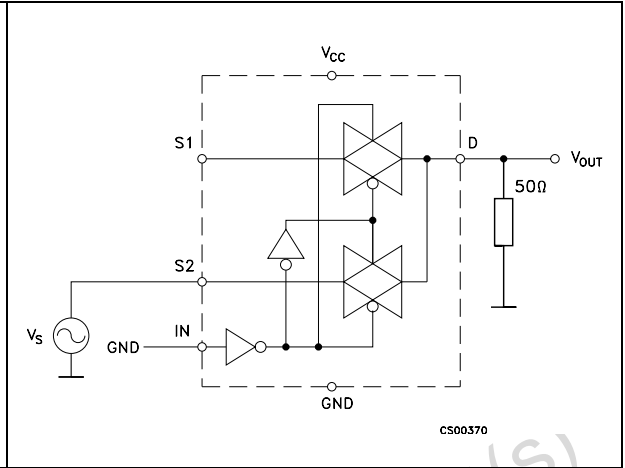 VCC
S1
D
VOUT
50Ω
S2
IN
VS
GND
GND
CS00370
(s)